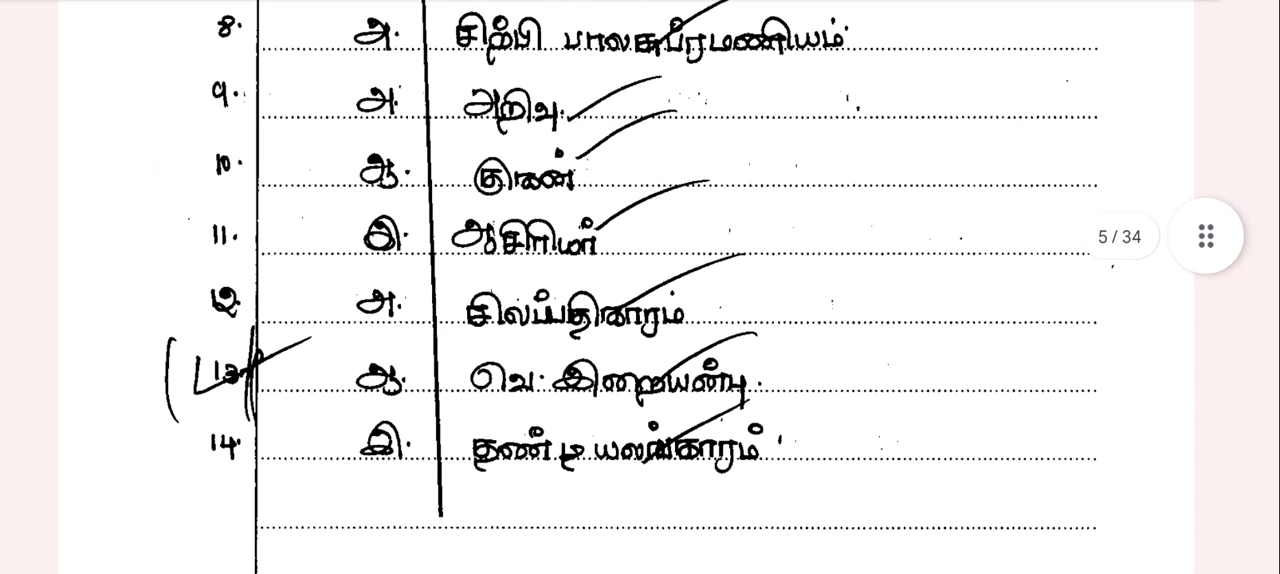 8. அ. சிற்பி பாலசுப்ரமணியம்.
9. அ. அறிவு.
10. ஆ. குகன்
11. இ. ஆசிரியர்
5 / 34
12. அ. சிலப்பதிகாரம்
13. ஆ. வெ. இறையன்பு.
14. இ. தண்டியலங்காரம்